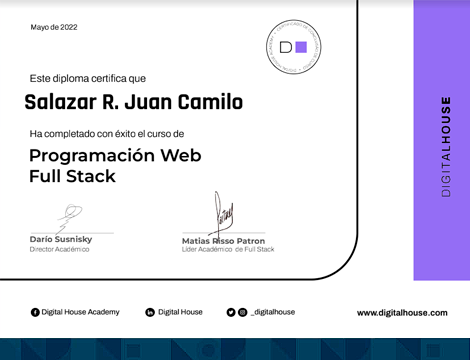 Mayo de 2022
Este diploma certifica que
Salazar R. Juan Camilo
Ha completado con éxito el curso de
Programación Web
Full Stack
Darío Susnisky
Director Académico
Matias Risso Patron
Líder Académico de Full Stack
DIGITALHOUSE
Digital House Academy
Digital House
_digitalhouse
www.digitalhouse.com